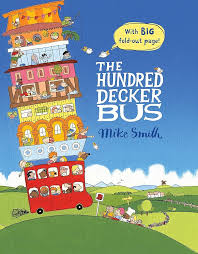 With BIG
fold-out page!
THE
HUNDRED
DECKER
BUS
Mike Smith